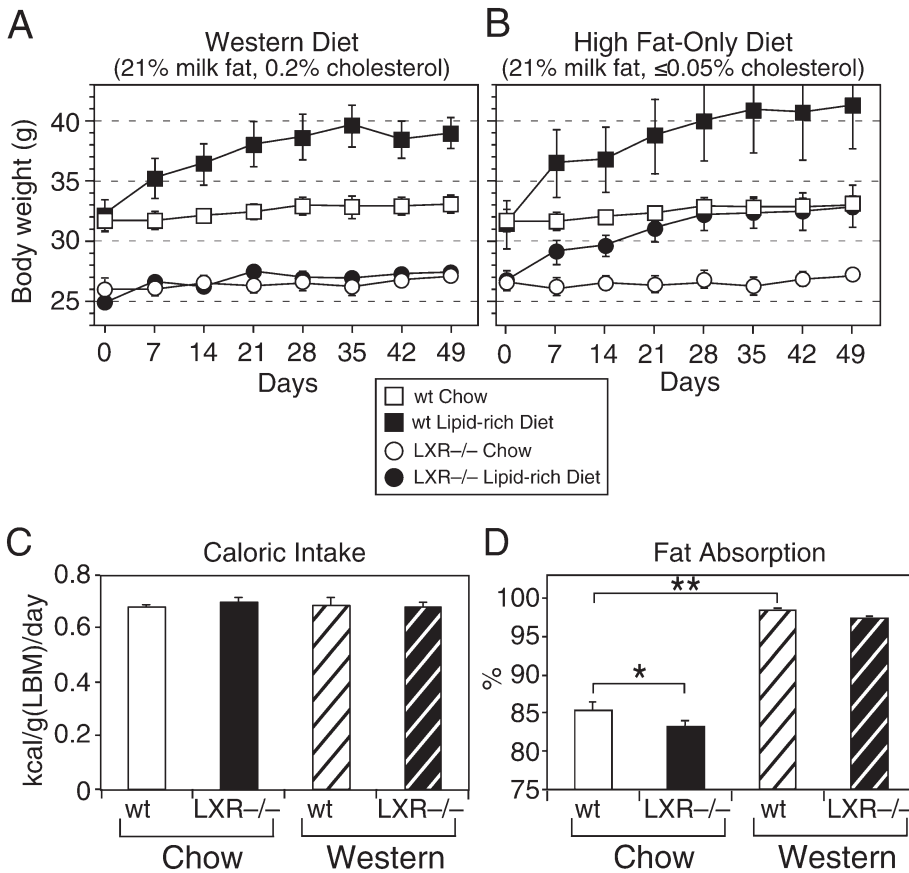 A
Western Diet
(21% milk fat, 0.2% cholesterol)
Body weight (g)
40
35
30
25
0 7 14 21 28 35 42 49
Days
B
High Fat-Only Diet
(21% milk fat, ≤0.05% cholesterol)
0 7 14 21 28 35 42 49
Days
wt Chow
wt Lipid-rich Diet
LXR–/– Chow
LXR–/– Lipid-rich Diet
C
Caloric Intake
kcal/g(LBM)/day
0.8
0.6
0.4
0.2
0
wt LXR–/– wt LXR–/–
Chow Western
D
Fat Absorption
%
100
95
90
85
80
75
**
*
wt LXR–/– wt LXR–/–
Chow Western